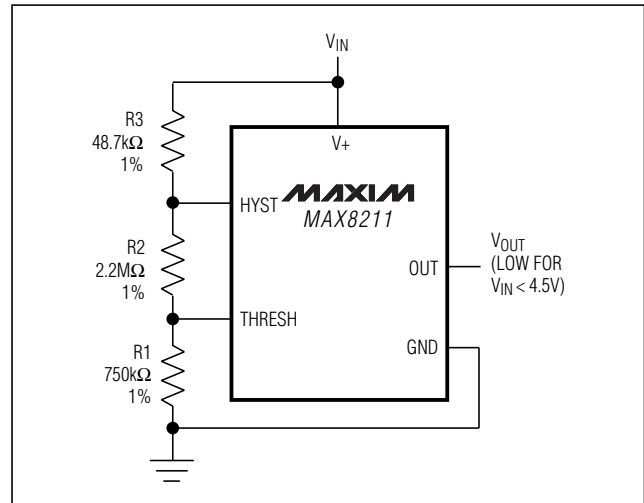 VIN
R3
48.7kΩ
1%
V+
HYST
MAXIM
MAX8211
R2
2.2MΩ
1%
OUT
VOUT
(LOW FOR
VIN < 4.5V)
THRESH
GND
R1
750kΩ
1%